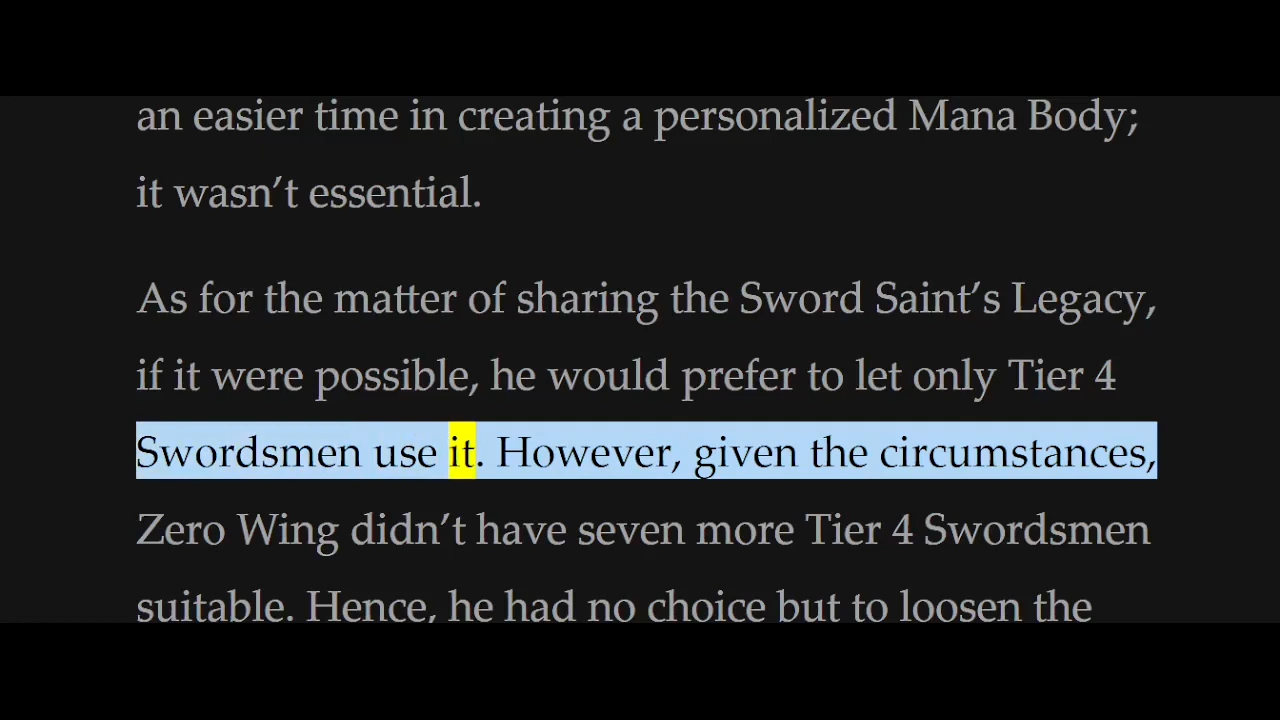 an easier time in creating a personalized Mana Body;
it wasn’t essential.
As for the matter of sharing the Sword Saint’s Legacy,
if it were possible, he would prefer to let only Tier 4
Swordsmen use it. However, given the circumstances,
Zero Wing didn’t have seven more Tier 4 Swordsmen
suitable. Hence, he had no choice but to loosen the